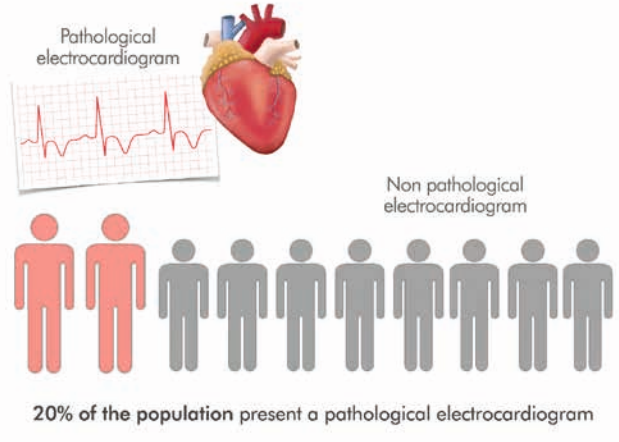 Pathological
electrocardiogram
Non pathological
electrocardiogram
20% of the population present a pathological electrocardiogram